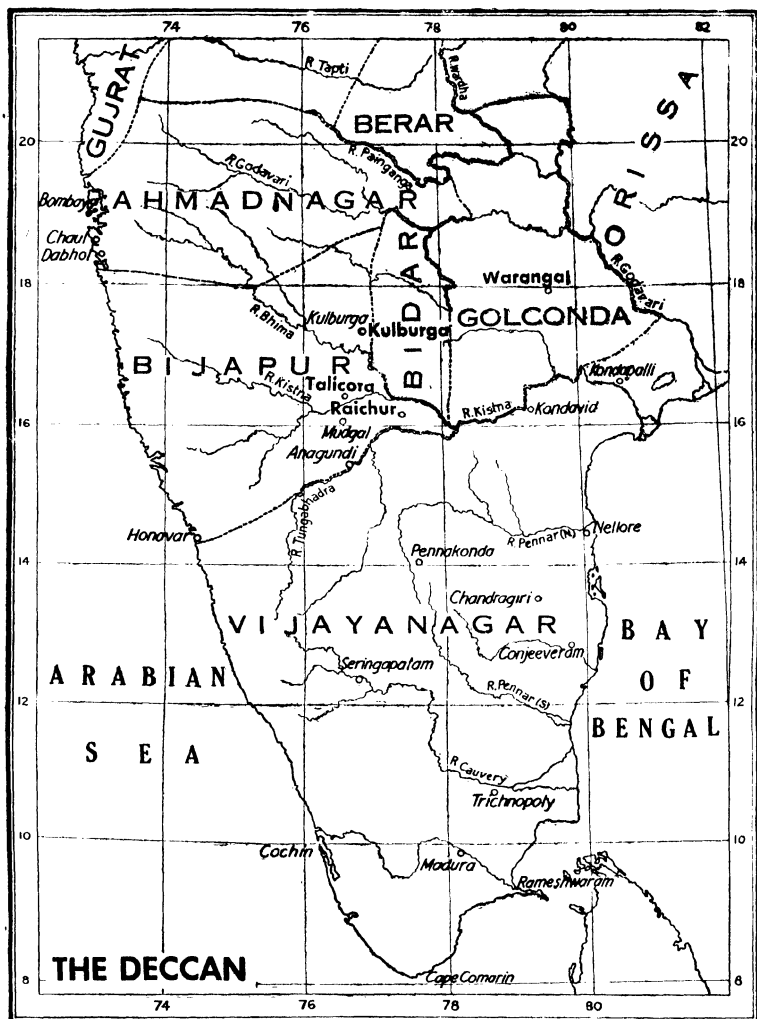 74 76 78 80 82
GUJRAT
R. Tapti
R. Wardha
ORISSA
BERAR
20 20
R. Painganga
R. Godavari
AHMADNAGAR
Bombay
Chaul
Dabhol
BIDAR
R. Godavari
Warangal
18 18
GOLCONDA
R. Bhima
Kulburga
Kulburga
BIJAPUR
Kondapalli
R. Kistna
Talicota
Raichur
R. Kistna
Kandavid
Mudgal
16 16
Anagundi
R. Tungabhadra
Honavar
R. Pennar (N)
Nellore
Pennakonda
14 14
Chandragiri
VIJAYANAGAR
Conjeeveram
Seringapatam
R. Pennar (S)
ARABIAN
SEA
BAY
OF
BENGAL
12 12
R. Cauvery
Trichnopoly
10 10
Cochin
Madura
Rameshwaram
THE DECCAN
Cape Comarin
8 8
74 76 78 80